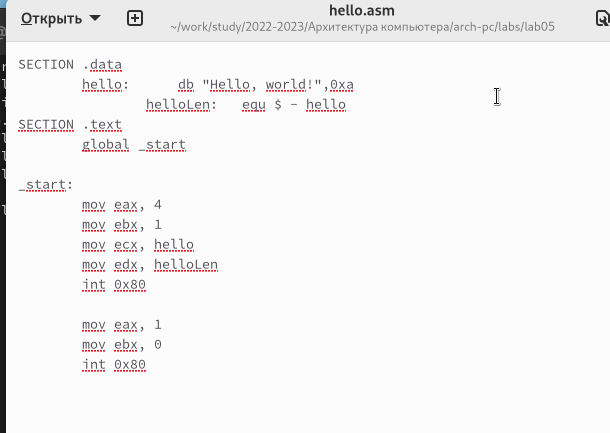 hello.asm
Открыть
~/work/study/2022-2023/Архитектура компьютера/arch-pc/labs/lab05
SECTION .data
hello: db "Hello, world!",0xa
helloLen: equ $ - hello
SECTION .text
global _start
_start:
mov eax, 4
mov ebx, 1
mov ecx, hello
mov edx, helloLen
int 0x80
mov eax, 1
mov ebx, 0
int 0x80